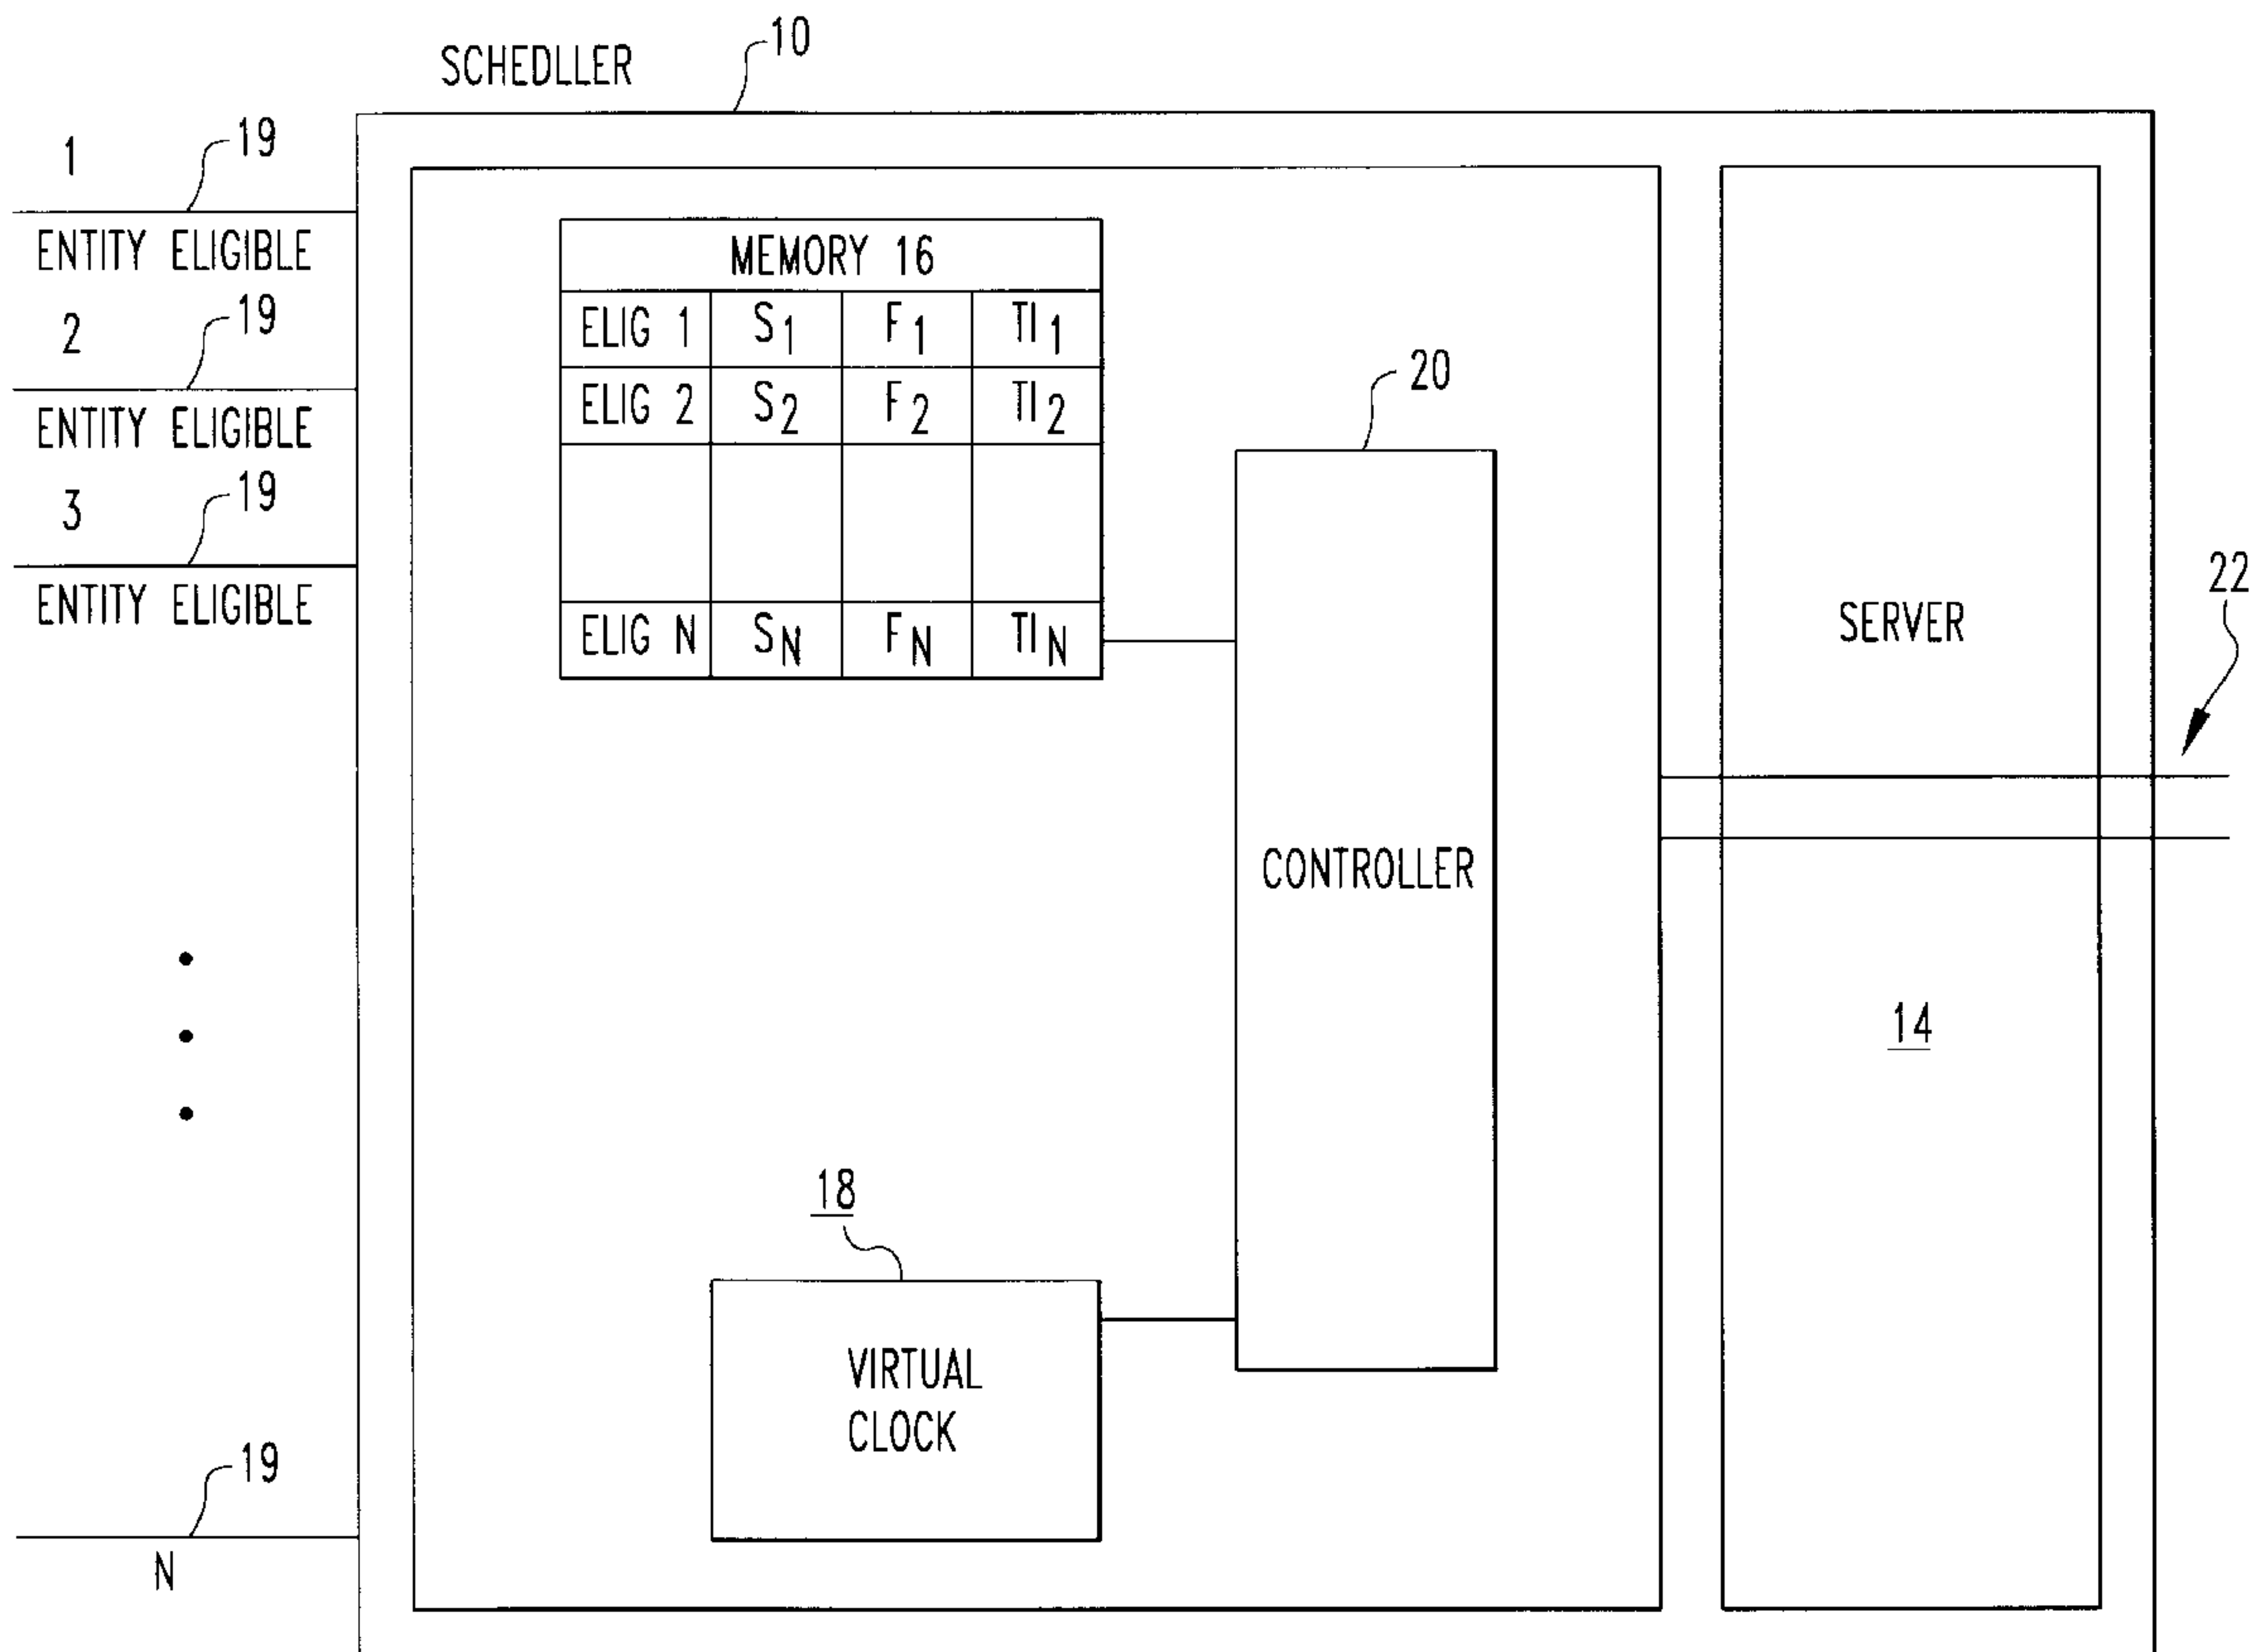 SCHEDLLER
10
1
19
ENTITY ELIGIBLE
2
19
ENTITY ELIGIBLE
3
19
ENTITY ELIGIBLE
MEMORY 16
ELIG 1 S1 F1 TI1
ELIG 2 S2 F2 TI2
ELIG N SN FN TIN
20
CONTROLLER
SERVER
22
14
18
VIRTUAL
CLOCK
19
N